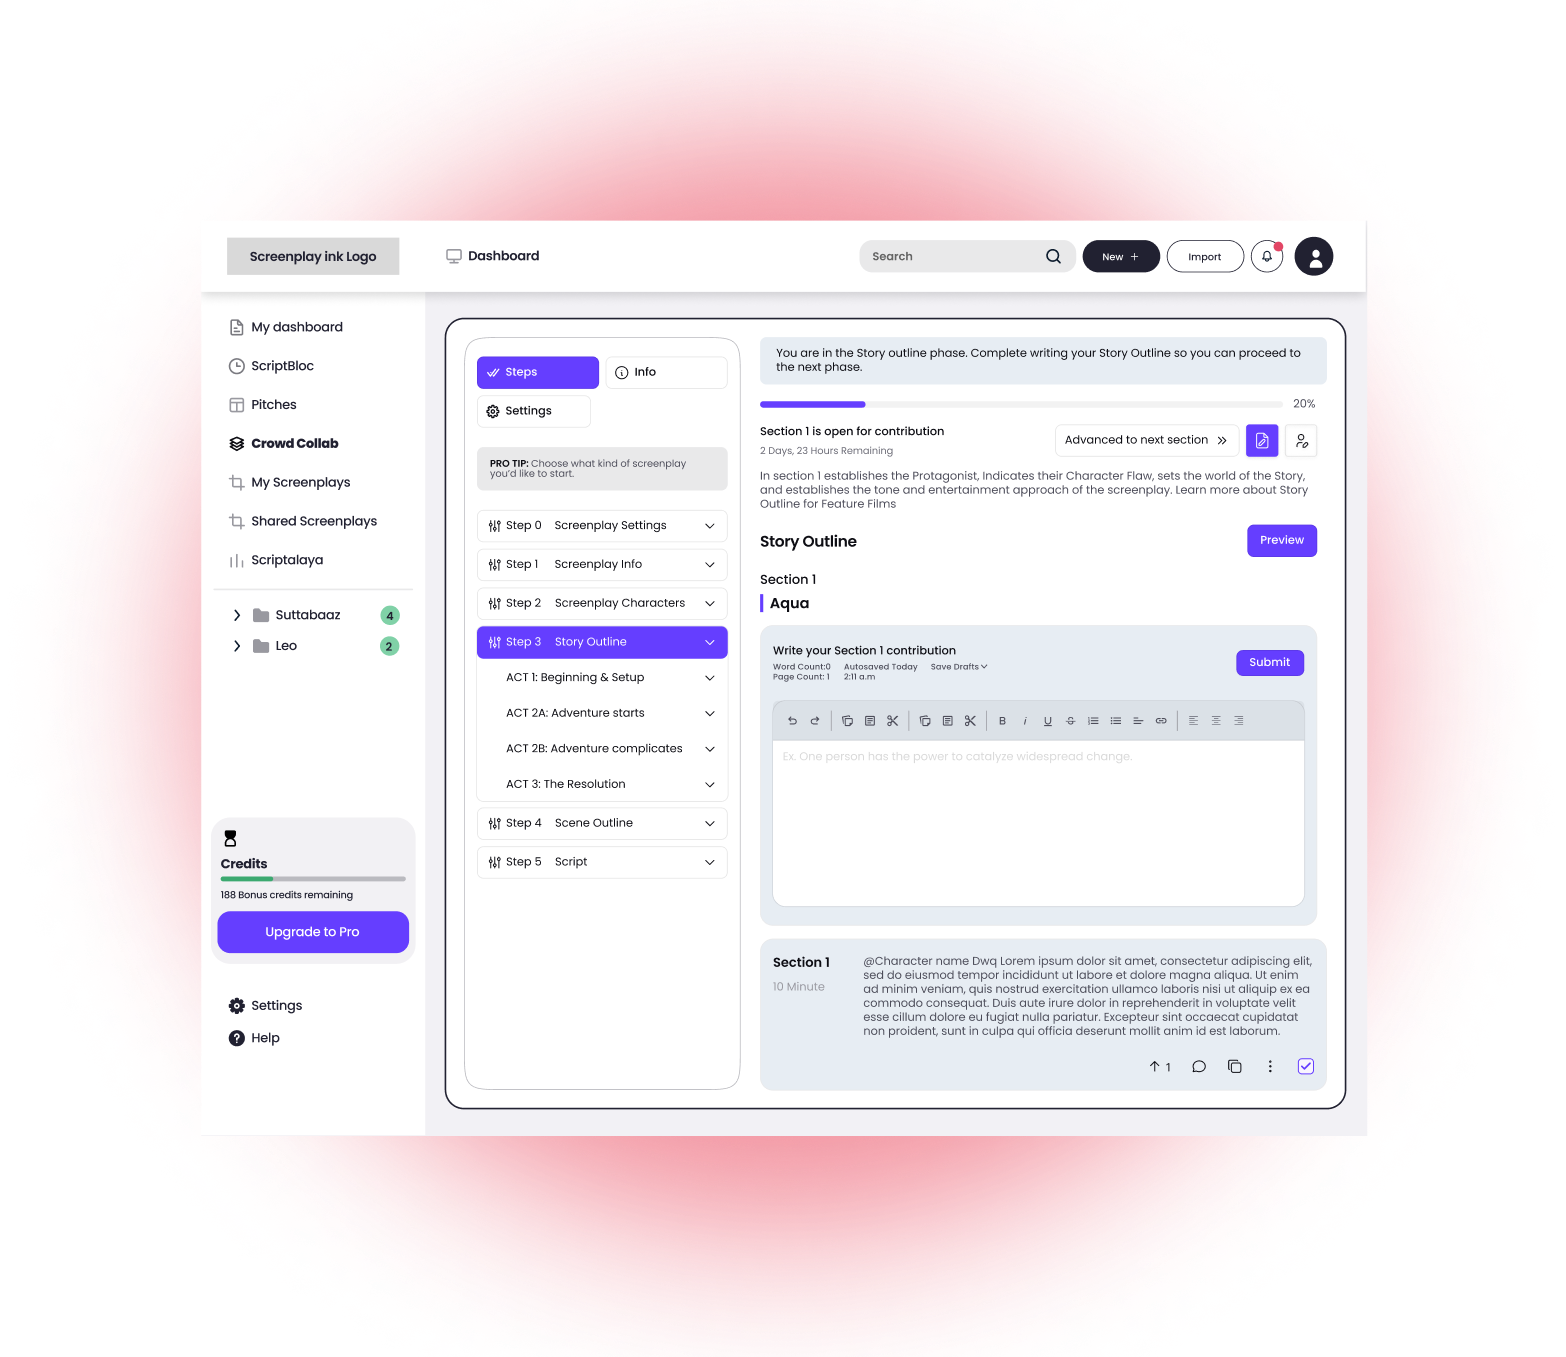 Screenplay ink Logo
Dashboard
Search
New +
Import
My dashboard
ScriptBloc
Pitches
Crowd Collab
My Screenplays
Shared Screenplays
Scriptalaya
Suttabaaz 4
Leo 2
Credits
188 Bonus credits remaining
Upgrade to Pro
Settings
Help
Steps
Info
Settings
PRO TIP: Choose what kind of screenplay
you'd like to start.
Step 0 Screenplay Settings
Step 1 Screenplay Info
Step 2 Screenplay Characters
Step 3 Story Outline
ACT 1: Beginning & Setup
ACT 2A: Adventure starts
ACT 2B: Adventure complicates
ACT 3: The Resolution
Step 4 Scene Outline
Step 5 Script
You are in the Story outline phase. Complete writing your Story Outline so you can proceed to
the next phase.
20%
Section 1 is open for contribution
2 Days, 23 Hours Remaining
Advanced to next section
In section 1 establishes the Protagonist, Indicates their Character Flaw, sets the world of the Story,
and establishes the tone and entertainment approach of the screenplay. Learn more about Story
Outline for Feature Films
Story Outline
Preview
Section 1
Aqua
Write your Section 1 contribution
Word Count:0 Autosaved Today Save Drafts
Page Count: 1 2:11 a.m
Submit
B i U S
Ex. One person has the power to catalyze widespread change.
Section 1
10 Minute
@Character name Dwq Lorem ipsum dolor sit amet, consectetur adipiscing elit,
sed do eiusmod tempor incididunt ut labore et dolore magna aliqua. Ut enim
ad minim veniam, quis nostrud exercitation ullamco laboris nisi ut aliquip ex ea
commodo consequat. Duis aute irure dolor in reprehenderit in voluptate velit
esse cillum dolore eu fugiat nulla pariatur. Excepteur sint occaecat cupidatat
non proident, sunt in culpa qui officia deserunt mollit anim id est laborum.
1